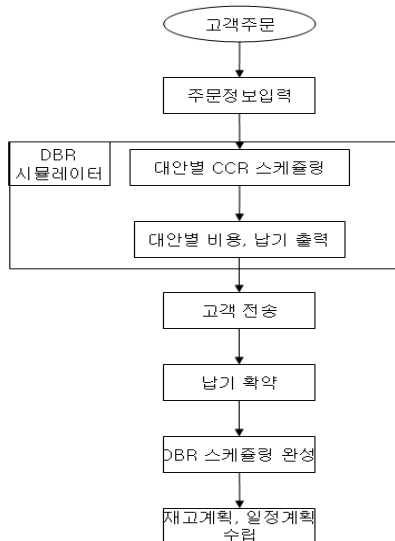 고객주문
주문정보입력
DBR
시뮬레이터
대안별 CCR 스케쥴링
대안별 비용, 납기 출력
고객 전송
납기 확약
DBR 스케쥴링 완성
재고계획, 일정계획
수립